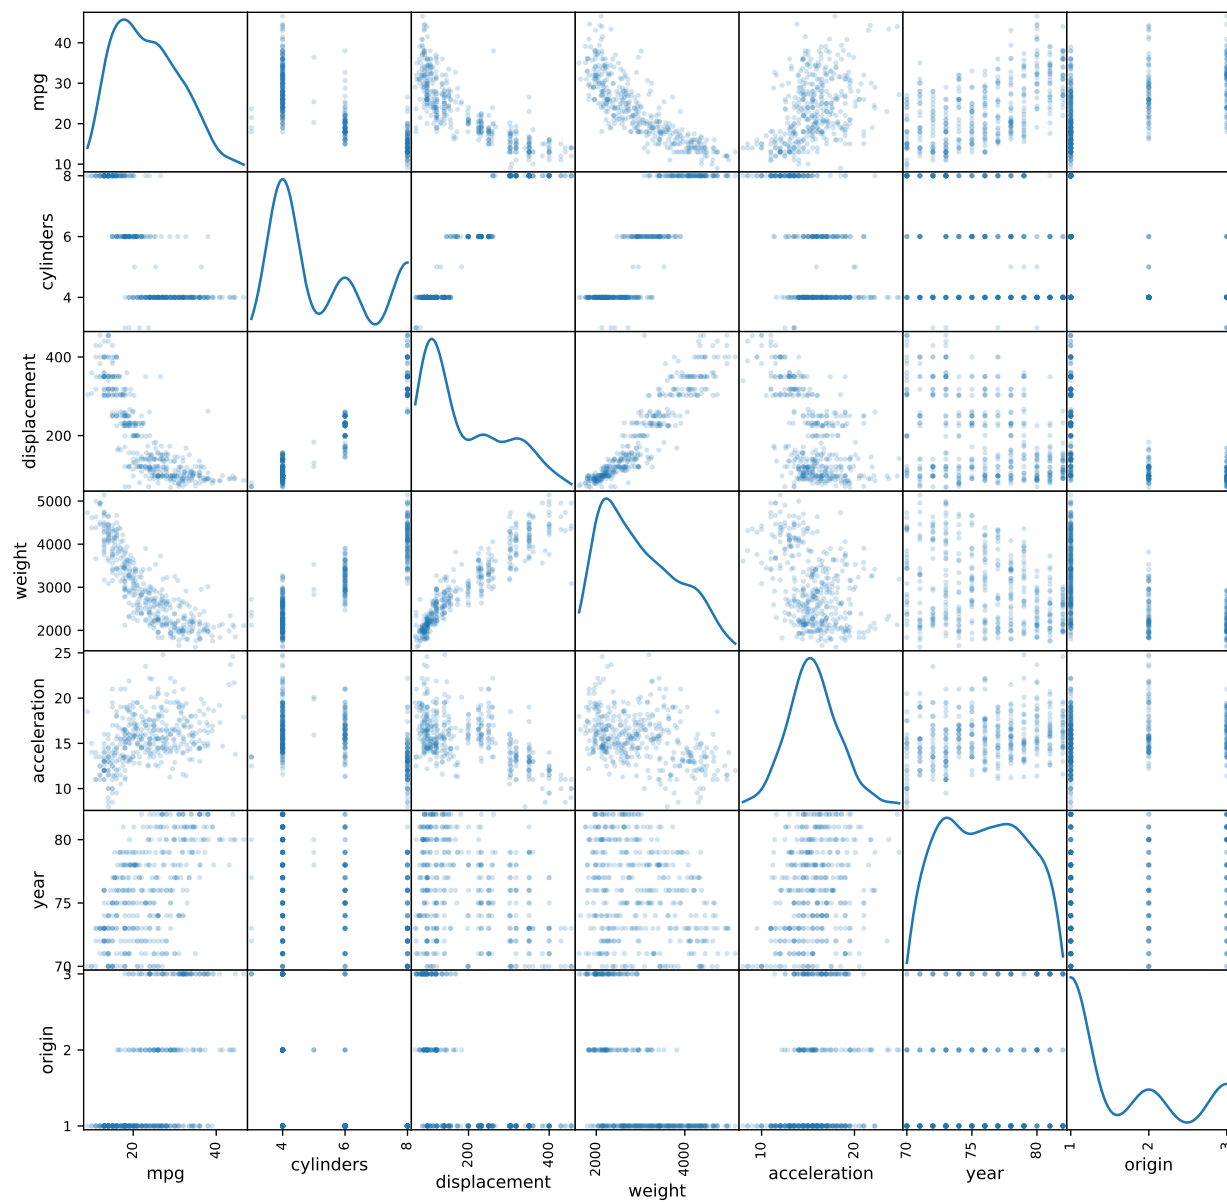 mpg
40
30
20
10
cylinders
8
6
4
displacement
400
200
weight
5000
4000
3000
2000
acceleration
25
20
15
10
year
80
75
70
origin
3
2
1
20 40
4 6 8
200 400
2000 4000
10 20
70 75 80
1 2 3
mpg cylinders displacement weight acceleration year origin